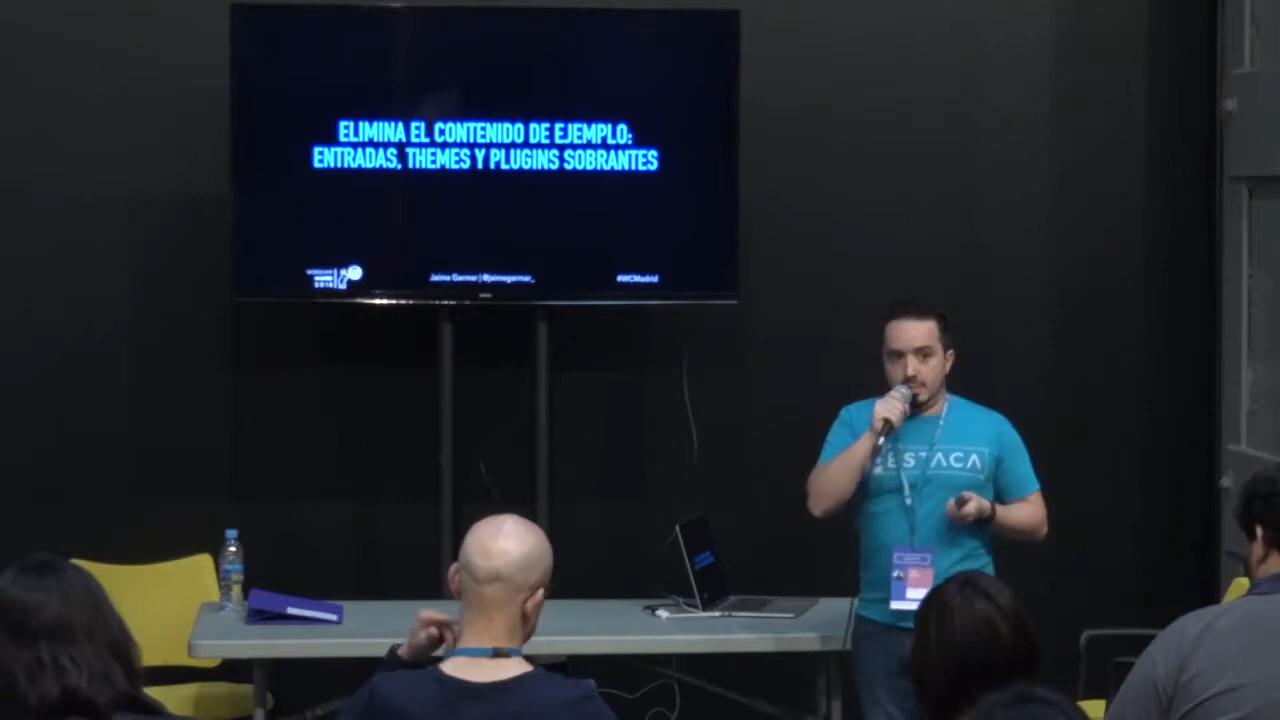 ELIMINA EL CONTENIDO DE EJEMPLO:
ENTRADAS, THEMES Y PLUGINS SOBRANTES
Jaime Garmar | @jaimegarmar_
#WCMadrid
ESTACA